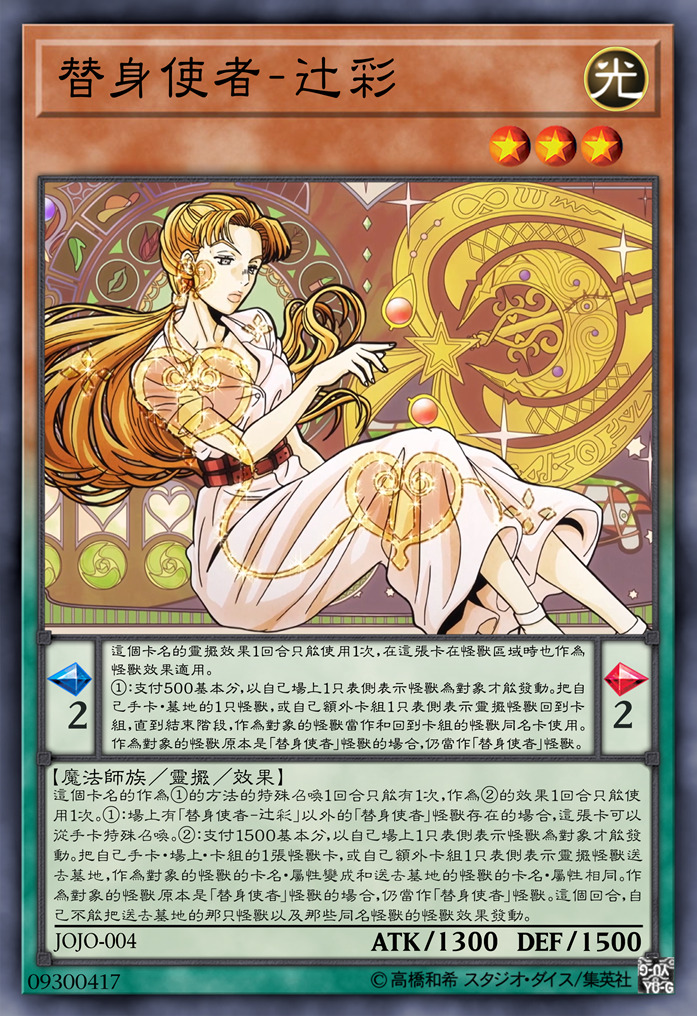 替身使者-辻彩
光
這個卡名的靈擺效果1回合只能使用1次,在這張卡在怪獸區域時也作為
怪獸效果適用。
①:支付500基本分,以自己場上1只表側表示怪獸為對象才能發動。把自
己手卡·墓地的1只怪獸,或自己額外卡組1只表側表示靈擺怪獸回到卡
組,直到結束階段,作為對象的怪獸當作和回到卡組的怪獸同名卡使用。
作為對象的怪獸原本是「替身使者」怪獸的場合,仍當作「替身使者」怪獸。
2
2
【魔法師族／靈擺／效果】
這個卡名的作為①的方法的特殊召喚1回合只能有1次,作為②的效果1回合只能使
用1次。①:場上有「替身使者-辻彩」以外的「替身使者」怪獸存在的場合,這張卡可以
從手卡特殊召喚。②:支付1500基本分,以自己場上1只表側表示怪獸為對象才能發
動。把自己手卡·場上·卡組的1張怪獸卡,或自己額外卡組1只表側表示靈擺怪獸送
去墓地,作為對象的怪獸的卡名·屬性變成和送去墓地的怪獸的卡名·屬性相同。作
為對象的怪獸原本是「替身使者」怪獸的場合,仍當作「替身使者」怪獸。這個回合,自
己不能把送去墓地的那只怪獸以及那些同名怪獸的怪獸效果發動。
JOJO-004
ATK/1300 DEF/1500
09300417
©高橋和希 スタジオ・ダイス/集英社